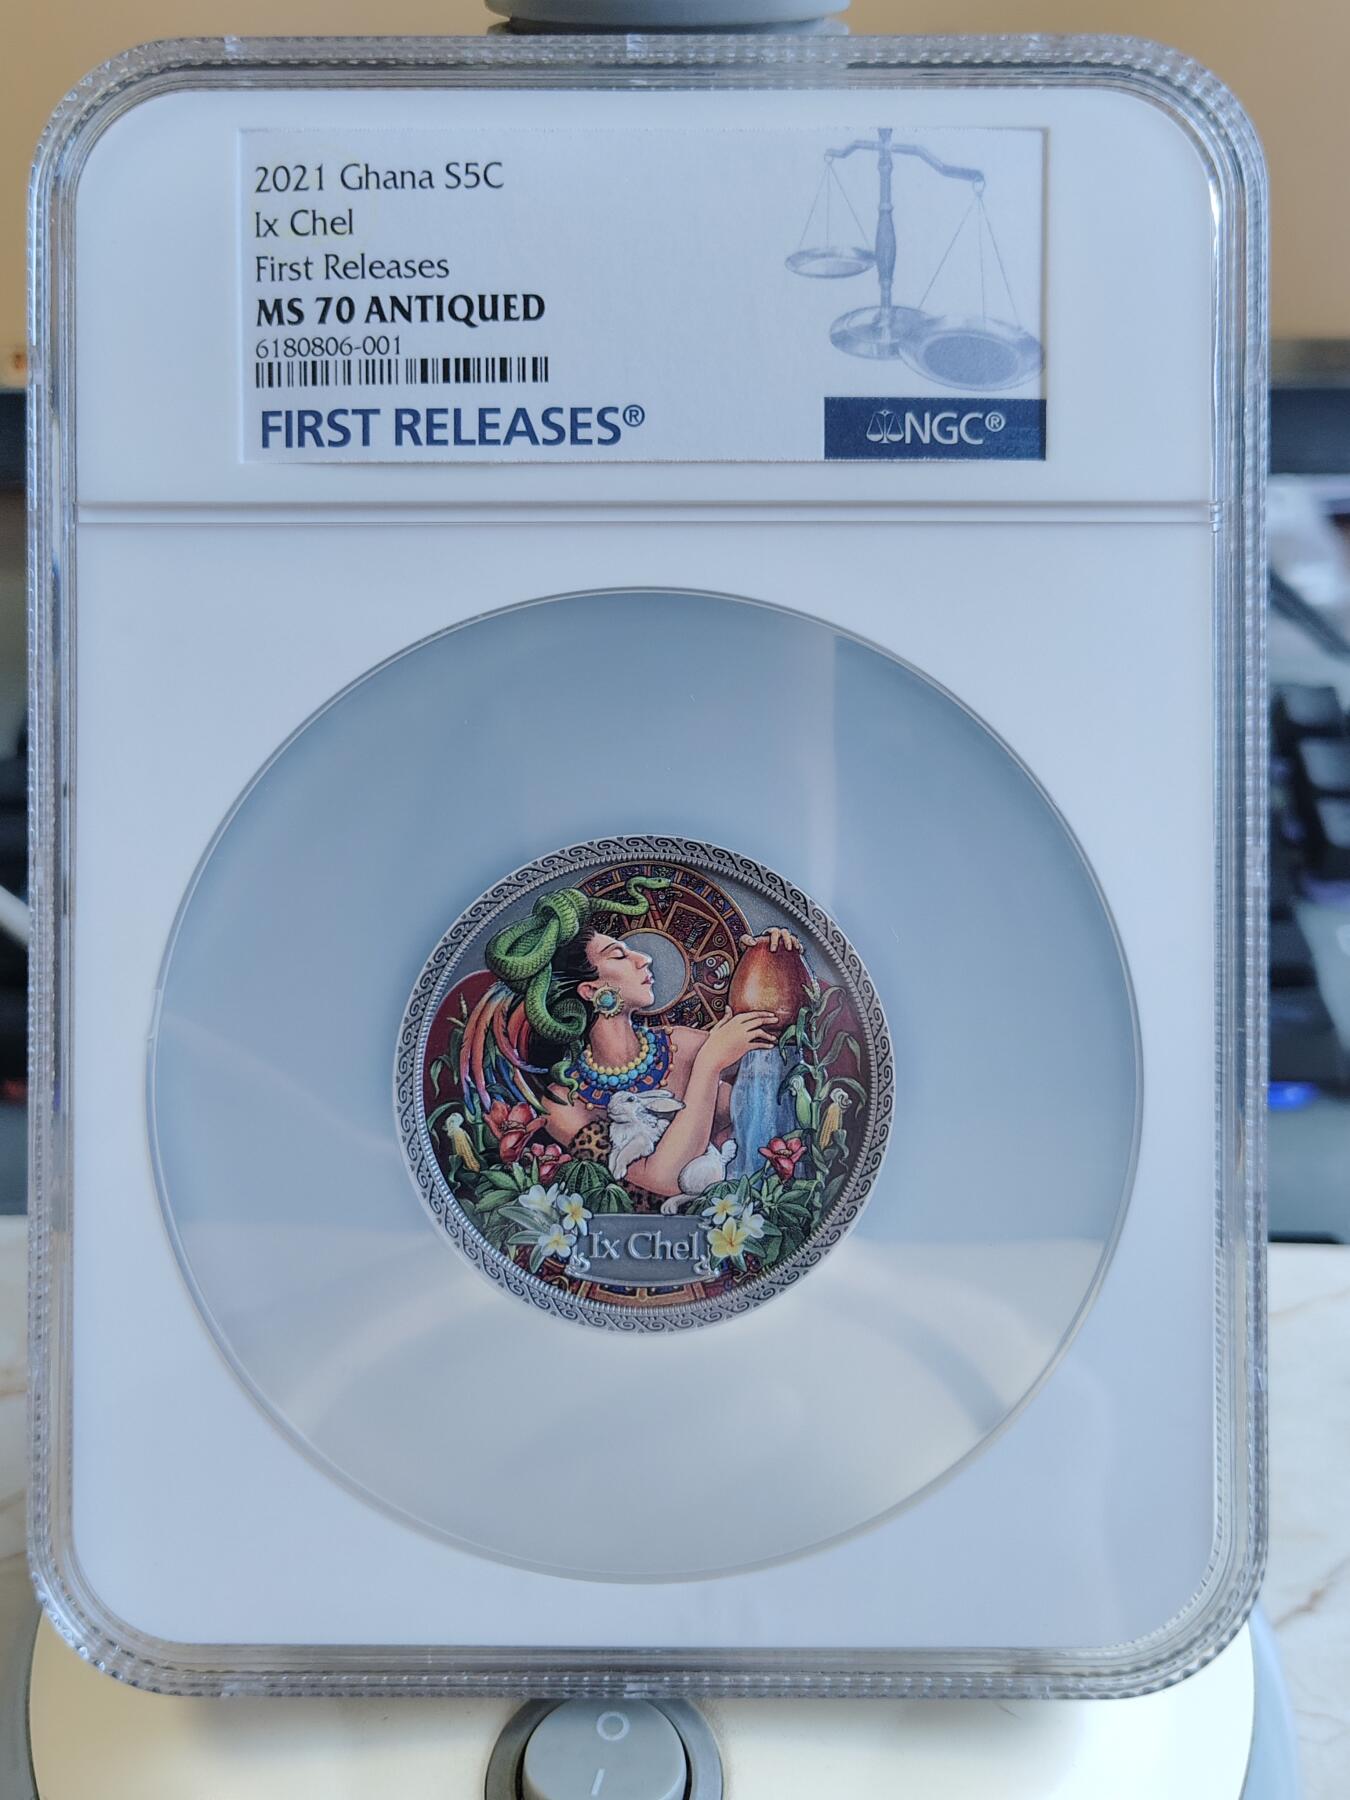 2021 Ghana S5C
Ix Chel
First Releases
MS 70 ANTIQUED
6180806-001
FIRST RELEASES®
NGC®
Ix Chel